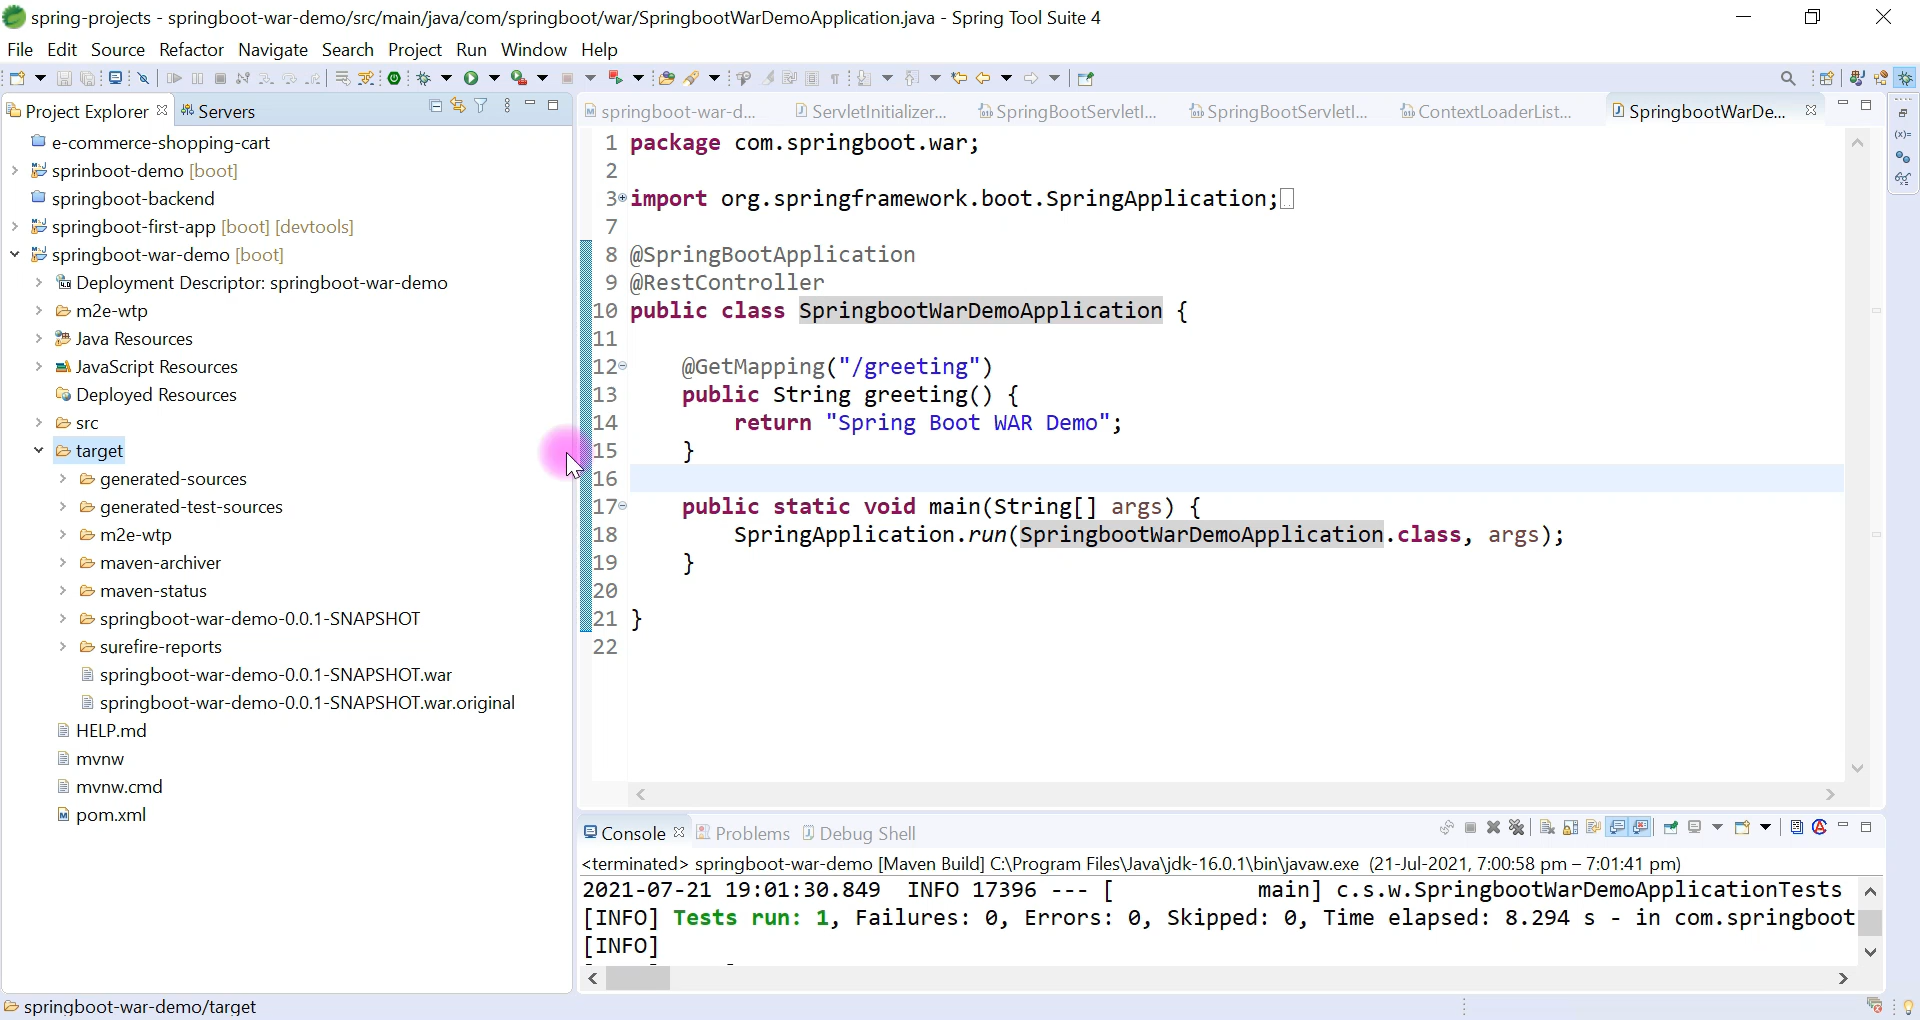 spring-projects - springboot-war-demo/src/main/java/com/springboot/war/SpringbootWarDemoApplication.java - Spring Tool Suite 4
File Edit Source Refactor Navigate Search Project Run Window Help
Project Explorer
Servers
e-commerce-shopping-cart
sprinboot-demo [boot]
springboot-backend
springboot-first-app [boot] [devtools]
springboot-war-demo [boot]
Deployment Descriptor: springboot-war-demo
m2e-wtp
Java Resources
JavaScript Resources
Deployed Resources
src
target
generated-sources
generated-test-sources
m2e-wtp
maven-archiver
maven-status
springboot-war-demo-0.0.1-SNAPSHOT
surefire-reports
springboot-war-demo-0.0.1-SNAPSHOT.war
springboot-war-demo-0.0.1-SNAPSHOT.war.original
HELP.md
mvnw
mvnw.cmd
pom.xml
springboot-war-d... ServletInitializer... SpringBootServletI... SpringBootServletI... ContextLoaderList... SpringbootWarDe...
1 package com.springboot.war;
2
3 import org.springframework.boot.SpringApplication;
7
8 @SpringBootApplication
9 @RestController
10 public class SpringbootWarDemoApplication {
11
12 @GetMapping("/greeting")
13 public String greeting() {
14 return "Spring Boot WAR Demo";
15 }
16
17 public static void main(String[] args) {
18 SpringApplication.run(SpringbootWarDemoApplication.class, args);
19 }
20
21 }
22
Console Problems Debug Shell
<terminated> springboot-war-demo [Maven Build] C:\Program Files\Java\jdk-16.0.1\bin\javaw.exe (21-Jul-2021, 7:00:58 pm – 7:01:41 pm)
2021-07-21 19:01:30.849 INFO 17396 --- [ main] c.s.w.SpringbootWarDemoApplicationTests
[INFO] Tests run: 1, Failures: 0, Errors: 0, Skipped: 0, Time elapsed: 8.294 s - in com.springboot
[INFO]
springboot-war-demo/target